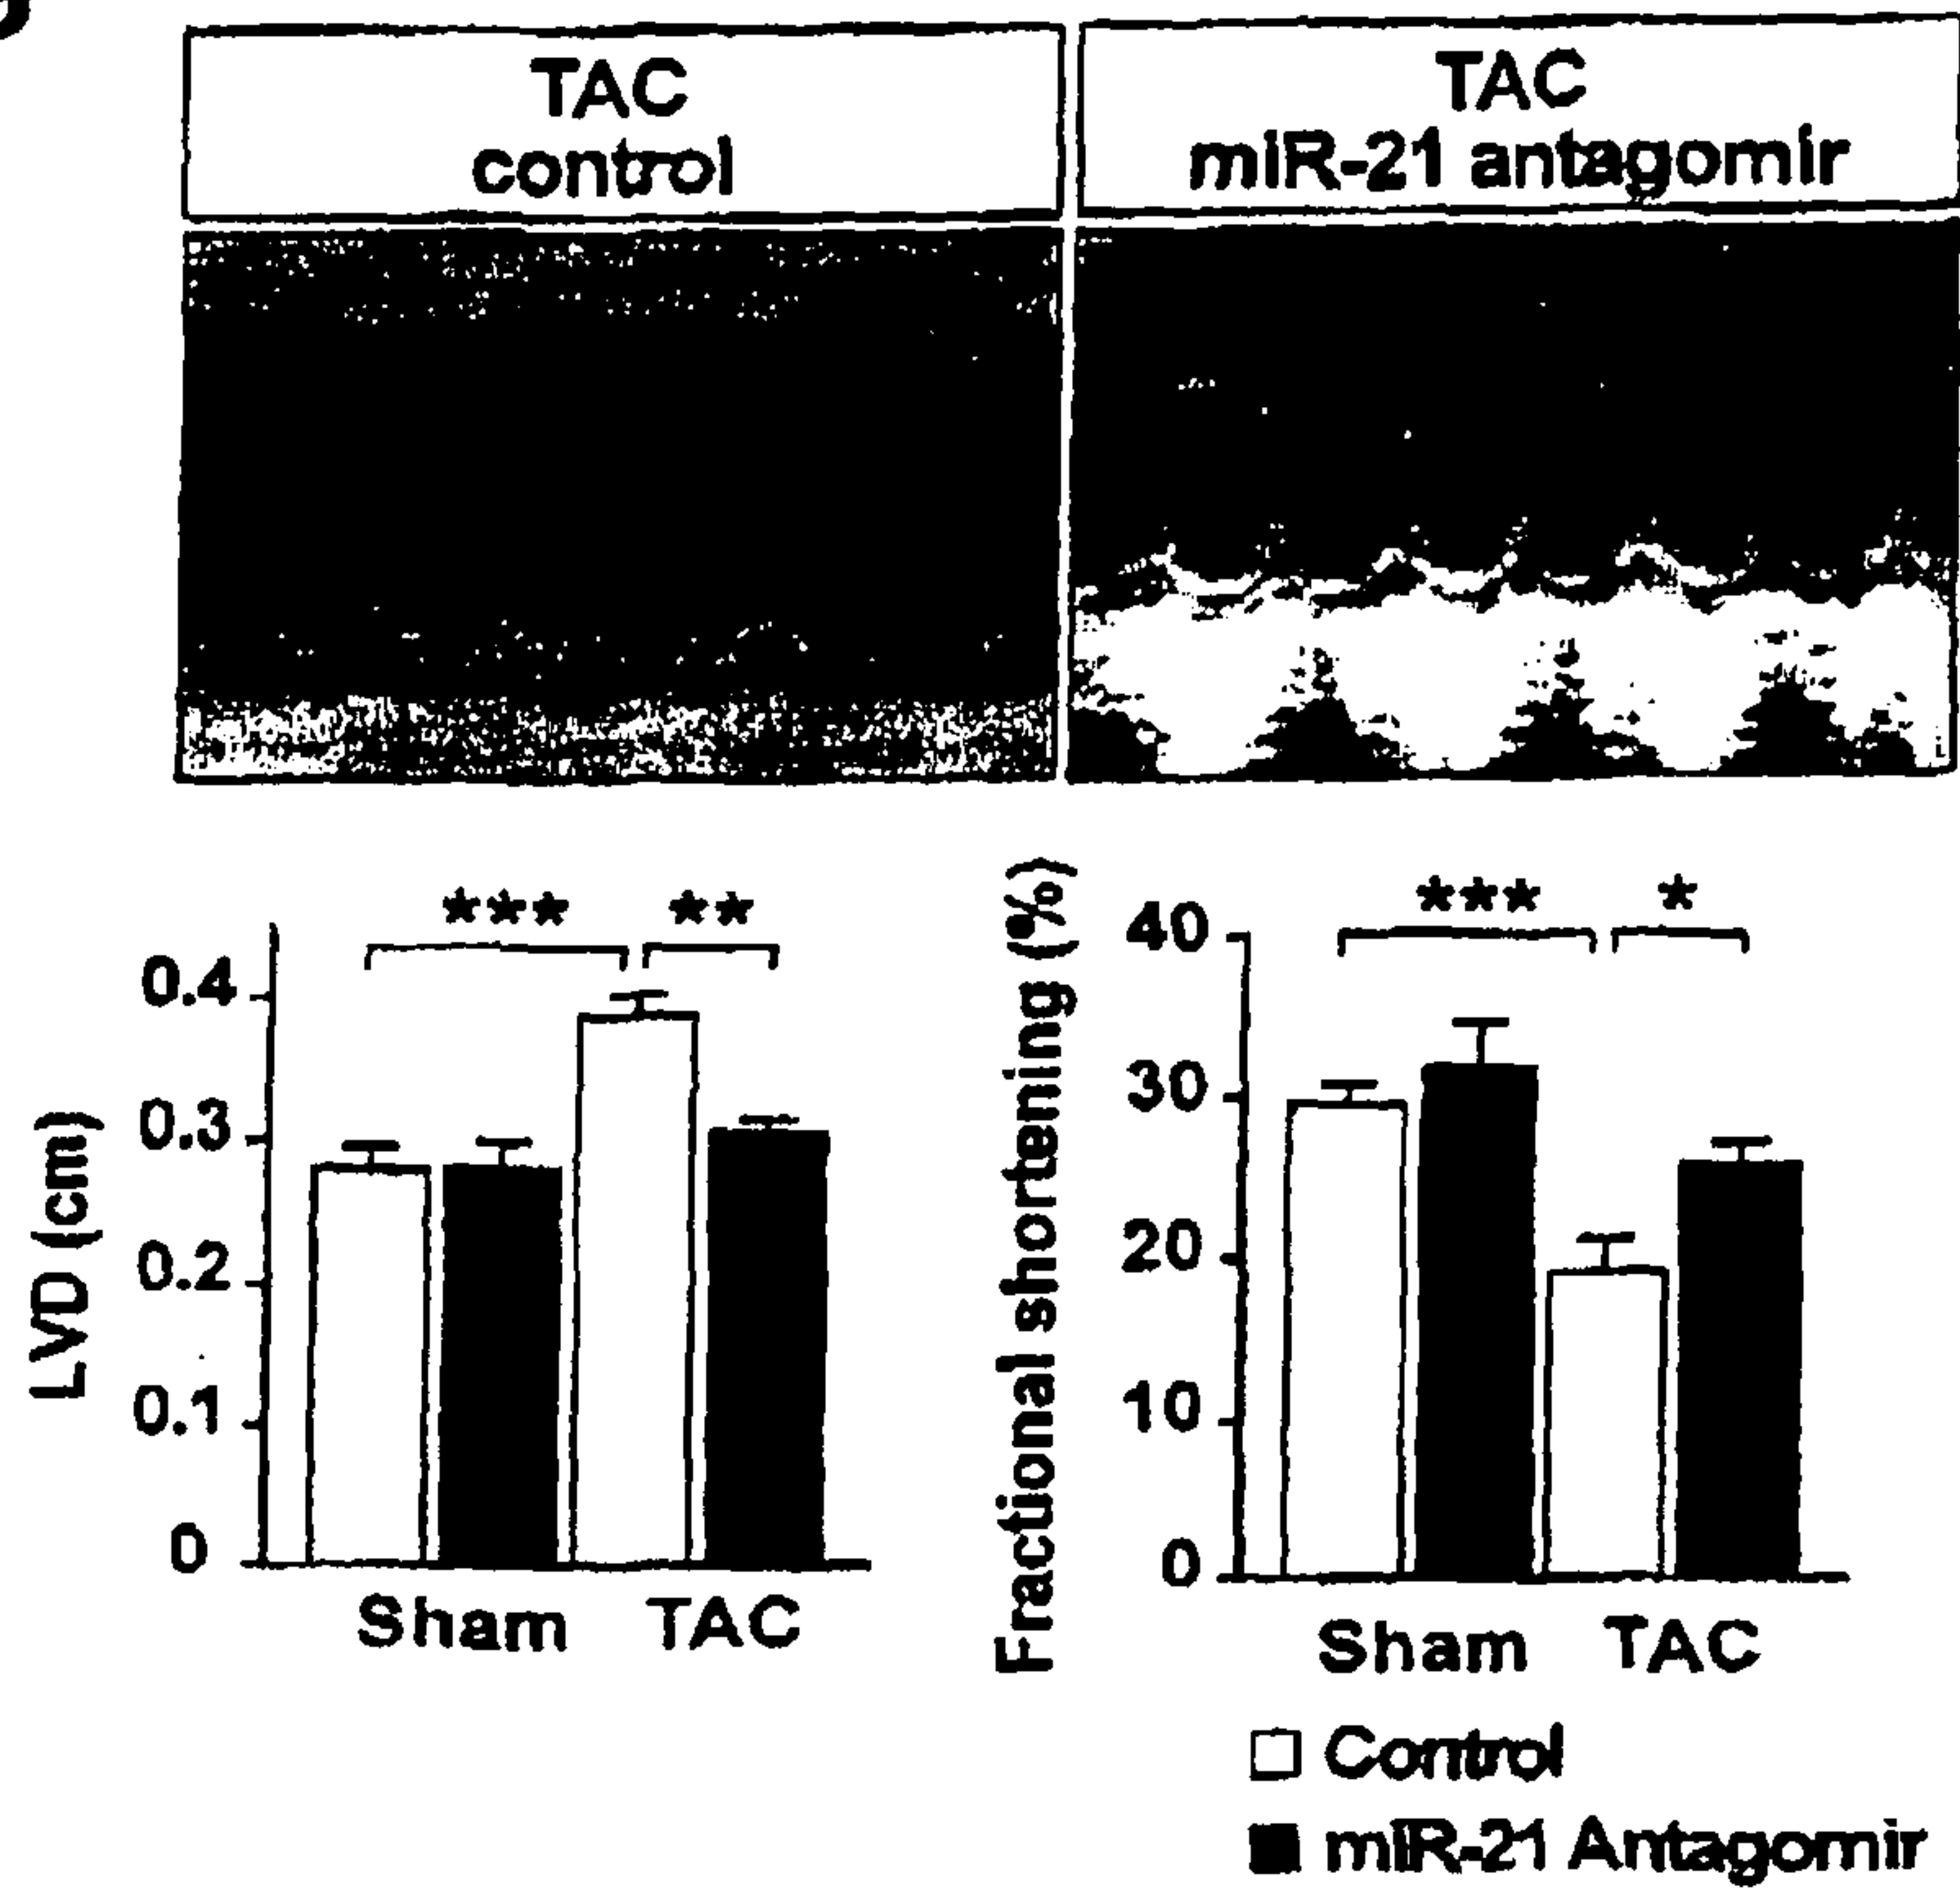 TAC
control
TAC
miR-21 antagomir
LVD (cm)
0.4
0.3
0.2
0.1
0
*** **
Sham TAC
Fractional shortening (%)
40
30
20
10
0
*** *
Sham TAC
Control
miR-21 Antagomir